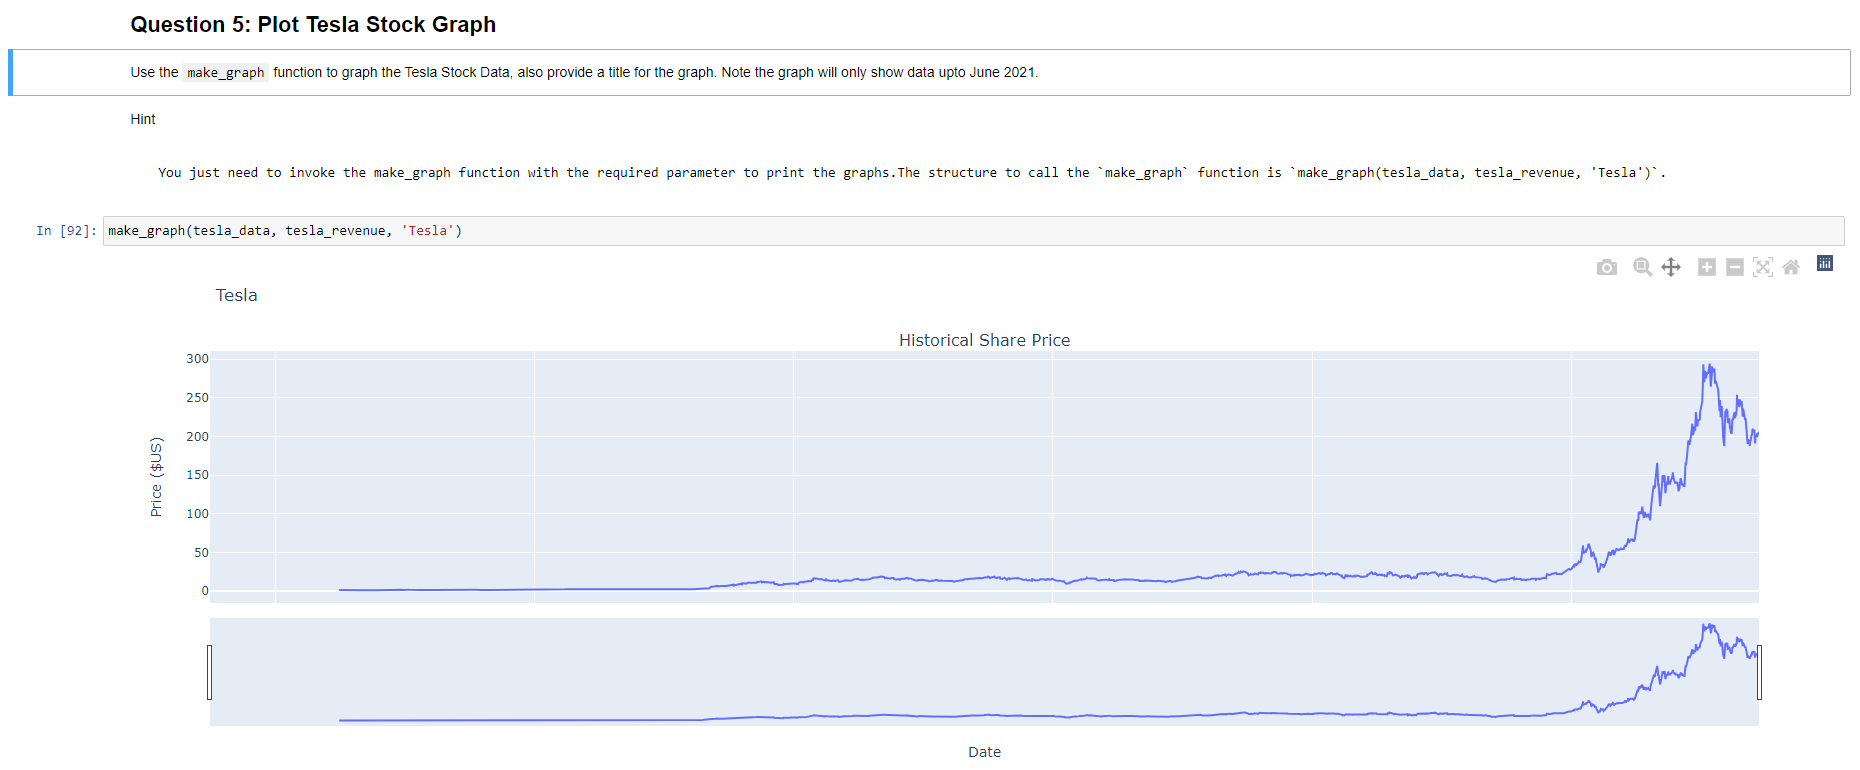 Question 5: Plot Tesla Stock Graph
Use the make_graph function to graph the Tesla Stock Data, also provide a title for the graph. Note the graph will only show data upto June 2021.
Hint
You just need to invoke the make_graph function with the required parameter to print the graphs.The structure to call the `make_graph` function is `make_graph(tesla_data, tesla_revenue, 'Tesla')`.
In [92]: make_graph(tesla_data, tesla_revenue, 'Tesla')
Tesla
Historical Share Price
300
250
200
150
100
50
0
Price ($US)
Date